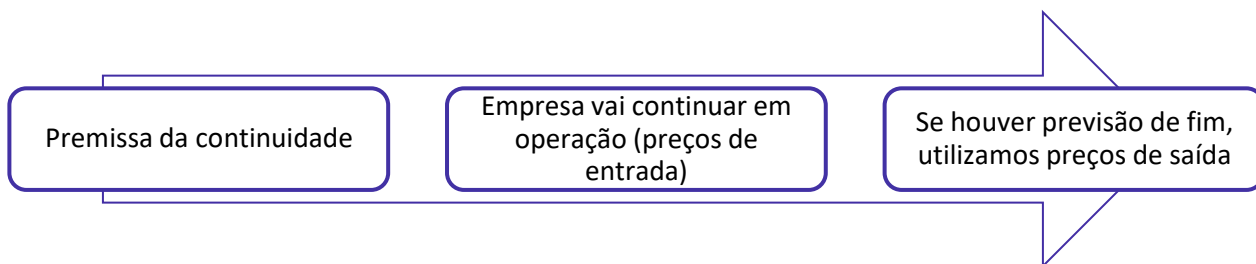 Premissa da continuidade
Empresa vai continuar em
operação (preços de
entrada)
Se houver previsão de fim,
utilizamos preços de saída